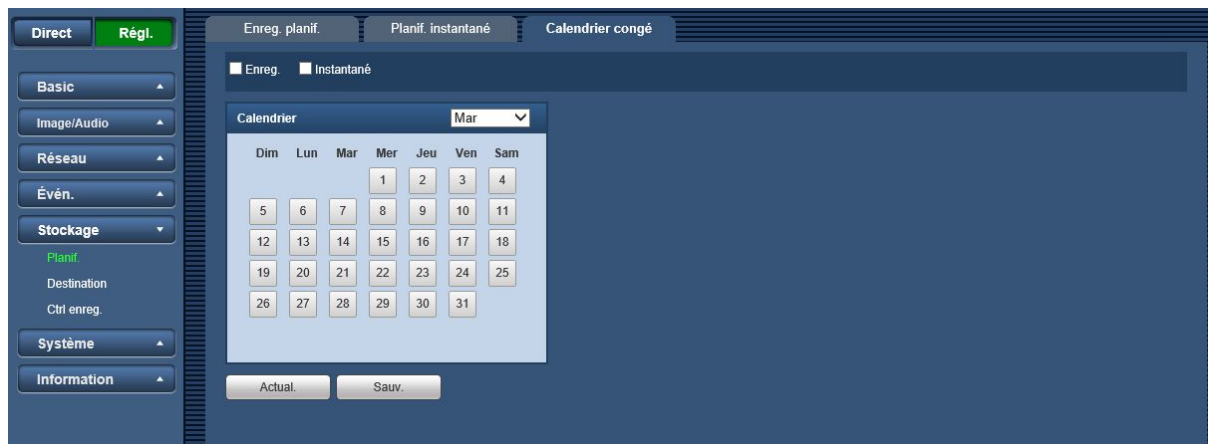 Direct Régl.
Basic
Image/Audio
Réseau
Évén.
Stockage
Planif.
Destination
Ctrl enreg.
Système
Information
Enreg. planif. Planif. instantané Calendrier congé
Enreg. Instantané
Calendrier Mar
Dim Lun Mar Mer Jeu Ven Sam
1 2 3 4
5 6 7 8 9 10 11
12 13 14 15 16 17 18
19 20 21 22 23 24 25
26 27 28 29 30 31
Actual. Sauv.